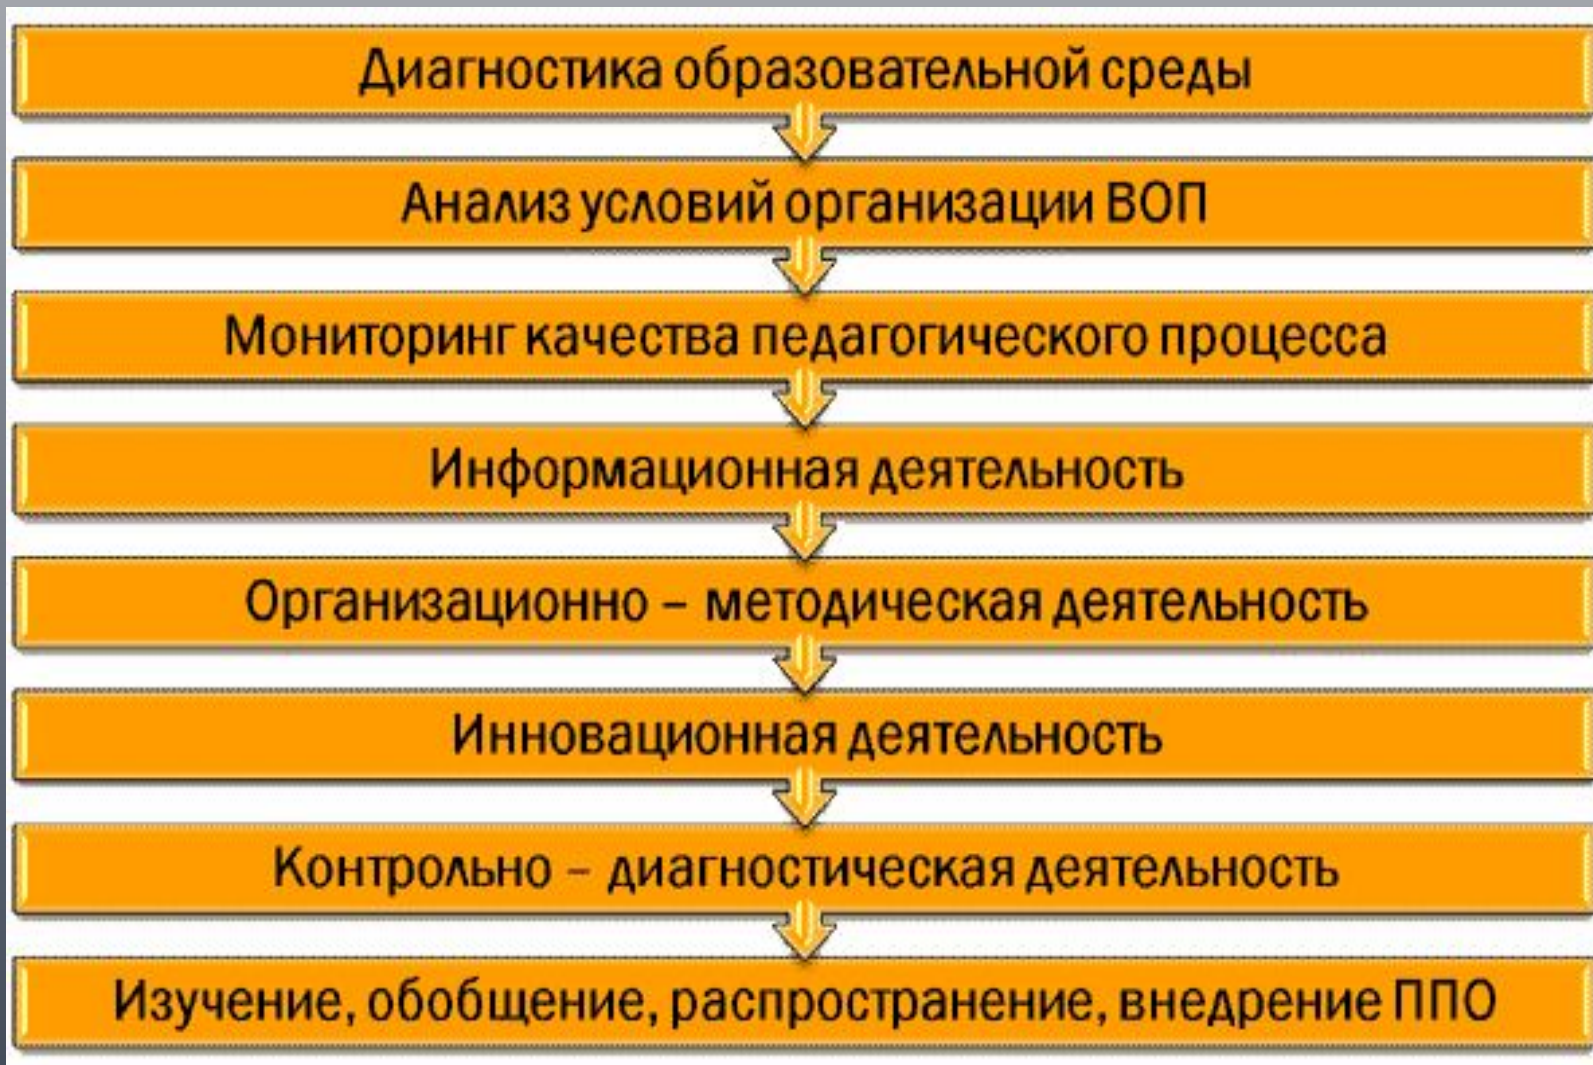 Диагностика образовательной среды
Анализ условий организации ВОП
Мониторинг качества педагогического процесса
Информационная деятельность
Организационно – методическая деятельность
Инновационная деятельность
Контрольно – диагностическая деятельность
Изучение, обобщение, распространение, внедрение ППО